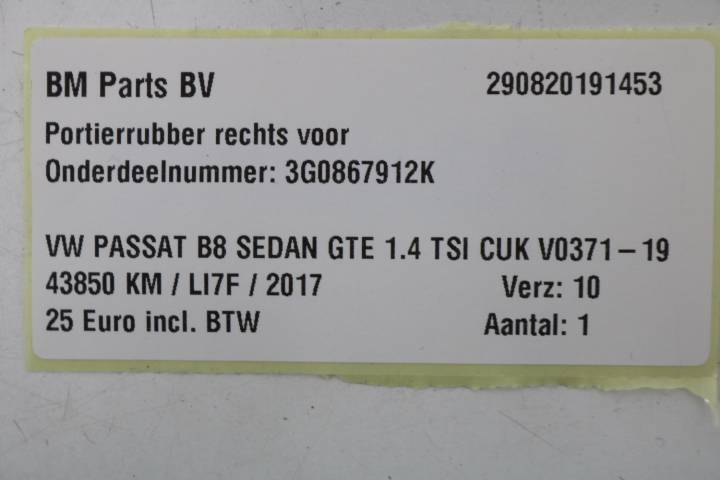 BM Parts BV 290820191453
Portierrubber rechts voor
Onderdeelnummer: 3G0867912K
VW PASSAT B8 SEDAN GTE 1.4 TSI CUK V0371-19
43850 KM / LI7F / 2017 Verz: 10
25 Euro incl. BTW Aantal: 1